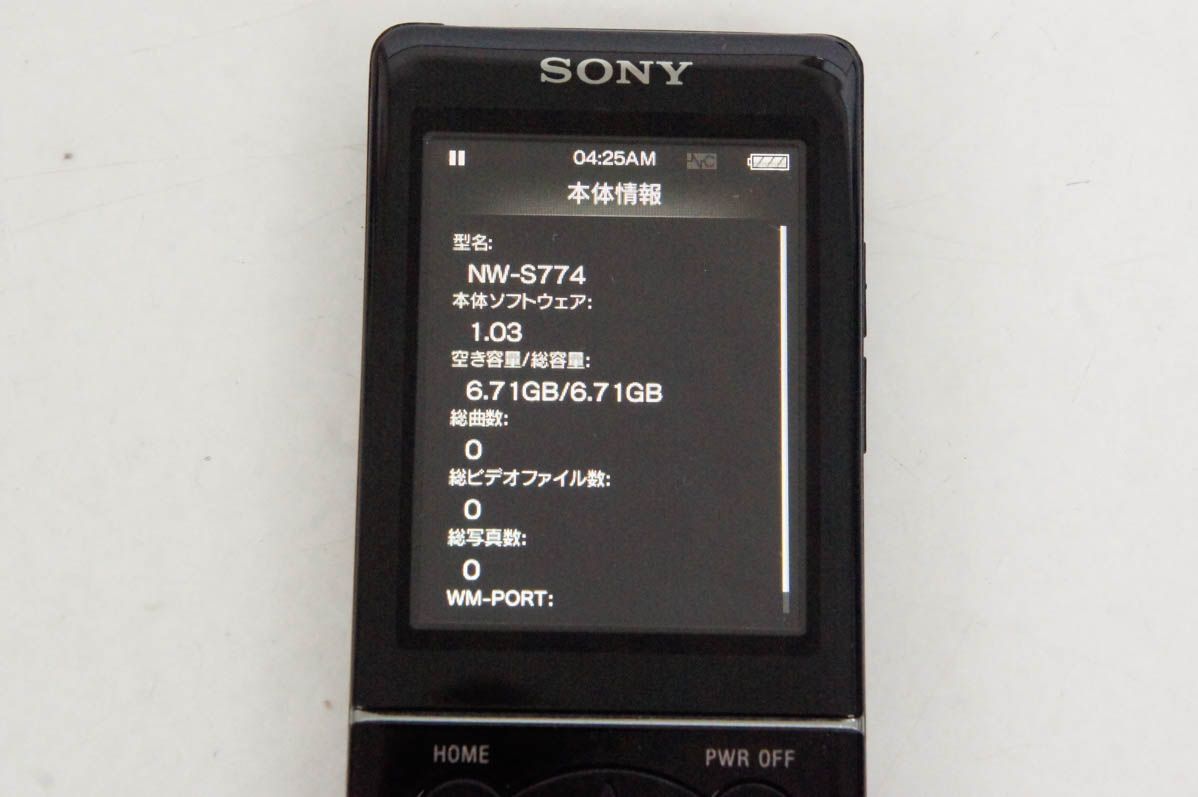 SONY
04:25AM NC
本体情報
型名:
NW-S774
本体ソフトウェア:
1.03
空き容量/総容量:
6.71GB/6.71GB
総曲数:
0
総ビデオファイル数:
0
総写真数:
0
WM-PORT:
HOME PWR OFF